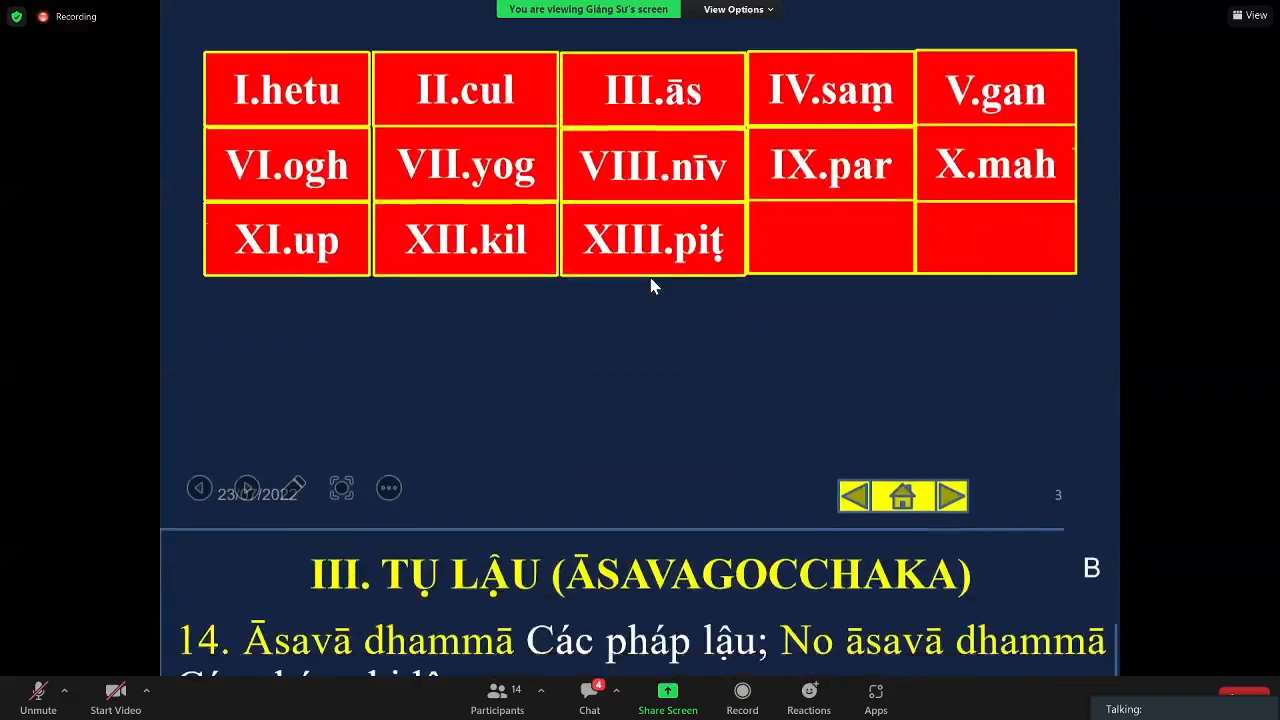 Recording
You are viewing Giảng Sư's screen
View Options
View
I.hetu II.cul III.ās IV.saṃ V.gan
VI.ogh VII.yog VIII.nīv IX.par X.mah
XI.up XII.kil XIII.piṭ
23/07/2022
3
III. TỤ LẬU (ĀSAVAGOCCHAKA)
B
14. Āsavā dhammā Các pháp lậu; No āsavā dhammā
Unmute
Start Video
14
Participants
4
Chat
Share Screen
Record
Reactions
Apps
Talking: